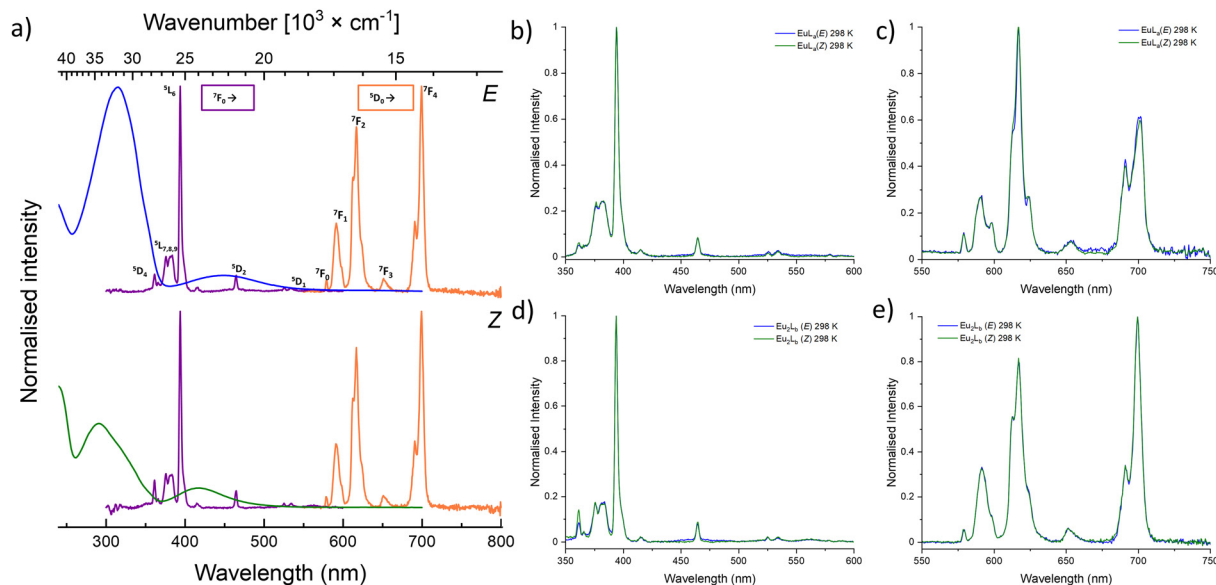 a)
Wavenumber [10³ × cm⁻¹]
40 35 30 25 20 15
⁵L₆
⁷F₀ →
⁵D₀ →
⁷F₄
E
⁷F₂
⁷F₁
⁵L₇,₈,₉
⁵D₄
⁵D₂
⁵D₁
⁷F₀
⁷F₃
Z
Normalised intensity
300 400 500 600 700 800
Wavelength (nm)
b)
EuLₐ(E) 298 K
EuLₐ(Z) 298 K
Normalised Intensity
1
0.8
0.6
0.4
0.2
0
350 400 450 500 550 600
Wavelength (nm)
c)
EuLₐ(E) 298 K
EuLₐ(Z) 298 K
Normalised Intensity
1
0.8
0.6
0.4
0.2
0
550 600 650 700 750
Wavelength (nm)
d)
Eu₂L_b (E) 298 K
Eu₂L_b (Z) 298 K
Normalised Intensity
1
0.8
0.6
0.4
0.2
0
350 400 450 500 550 600
Wavelength (nm)
e)
Eu₂L_b (E) 298 K
Eu₂L_b (Z) 298 K
Normalised Intensity
1
0.8
0.6
0.4
0.2
0
550 600 650 700 750
Wavelength (nm)